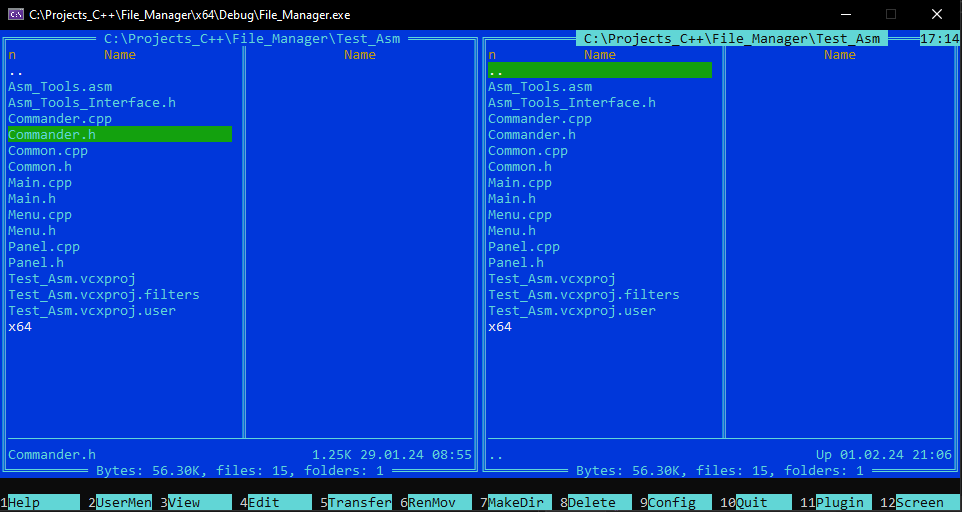 C:\Projects_C++\File_Manager\x64\Debug\File_Manager.exe
C:\Projects_C++\File_Manager\Test_Asm
n Name Name
..
Asm_Tools.asm
Asm_Tools_Interface.h
Commander.cpp
Commander.h
Common.cpp
Common.h
Main.cpp
Main.h
Menu.cpp
Menu.h
Panel.cpp
Panel.h
Test_Asm.vcxproj
Test_Asm.vcxproj.filters
Test_Asm.vcxproj.user
x64
Commander.h 1.25K 29.01.24 08:55
Bytes: 56.30K, files: 15, folders: 1
C:\Projects_C++\File_Manager\Test_Asm 17:14
n Name Name
..
Asm_Tools.asm
Asm_Tools_Interface.h
Commander.cpp
Commander.h
Common.cpp
Common.h
Main.cpp
Main.h
Menu.cpp
Menu.h
Panel.cpp
Panel.h
Test_Asm.vcxproj
Test_Asm.vcxproj.filters
Test_Asm.vcxproj.user
x64
.. Up 01.02.24 21:06
Bytes: 56.30K, files: 15, folders: 1
1Help 2UserMen 3View 4Edit 5Transfer 6RenMov 7MakeDir 8Delete 9Config 10Quit 11Plugin 12Screen